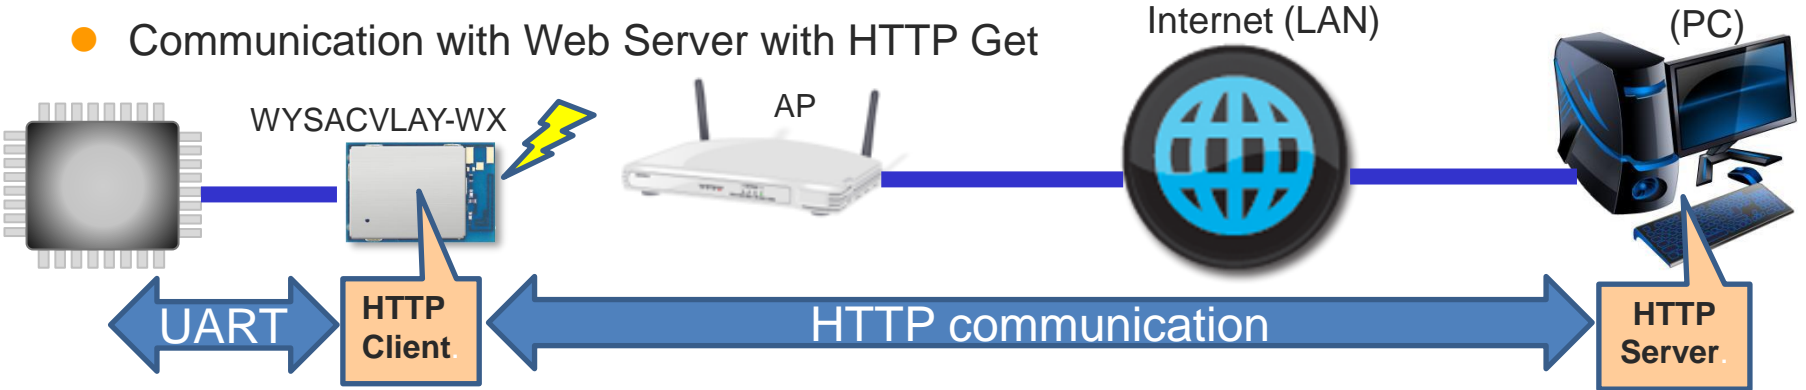 Communication with Web Server with HTTP Get
Internet (LAN)
(PC)
WYSACVLAY-WX
AP
UART
HTTP
Client.
HTTP communication
HTTP
Server.